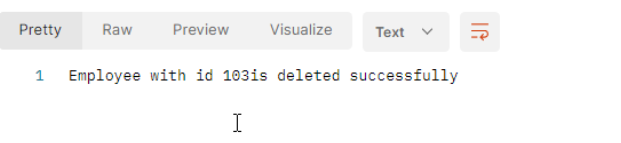 Pretty Raw Preview Visualize Text
1 Employee with id 103is deleted successfully